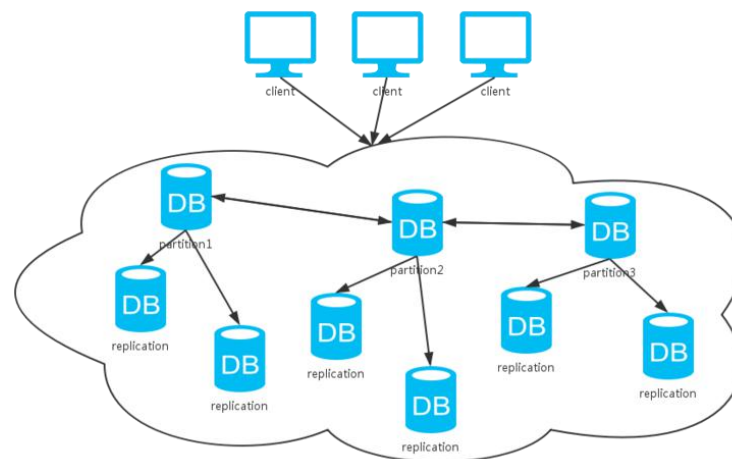 client
client
client
DB
partition1
DB
partition2
DB
partition3
DB
replication
DB
replication
DB
replication
DB
replication
DB
replication
DB
replication